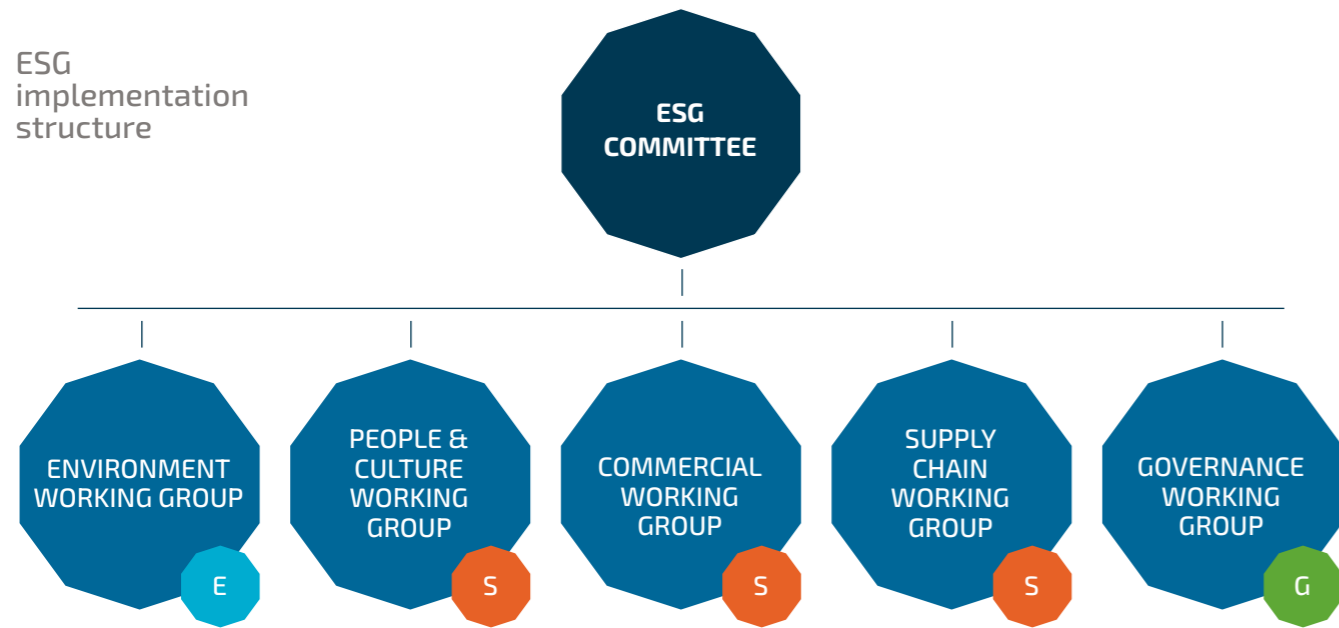 ESG
implementation
structure
ESG
COMMITTEE
ENVIRONMENT
WORKING GROUP
E
PEOPLE &
CULTURE
WORKING
GROUP
S
COMMERCIAL
WORKING
GROUP
S
SUPPLY
CHAIN
WORKING
GROUP
S
GOVERNANCE
WORKING
GROUP
G